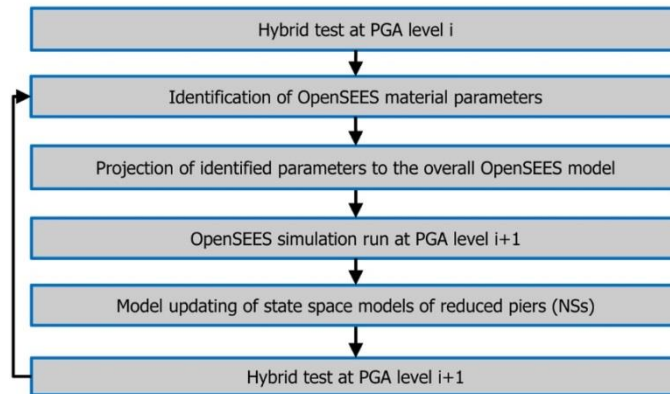 Hybrid test at PGA level i
Identification of OpenSEES material parameters
Projection of identified parameters to the overall OpenSEES model
OpenSEES simulation run at PGA level i+1
Model updating of state space models of reduced piers (NSs)
Hybrid test at PGA level i+1